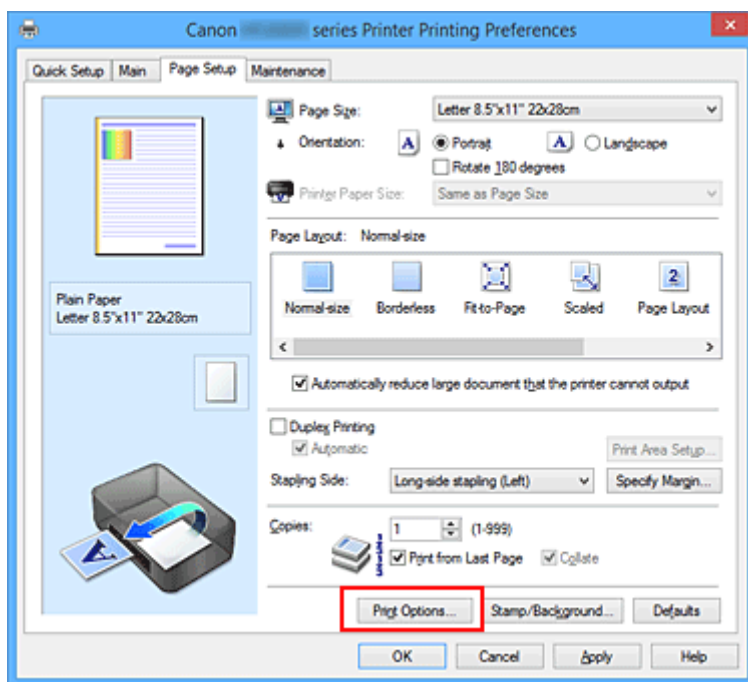 Canon series Printer Printing Preferences
Quick Setup Main Page Setup Maintenance
Page Size: Letter 8.5"x11" 22x28cm
Orientation: A Portrait A Landscape
Rotate 180 degrees
Printer Paper Size: Same as Page Size
Page Layout: Normal-size
2
Normal-size Borderless Fit-to-Page Scaled Page Layout
Plain Paper
Letter 8.5"x11" 22x28cm
Automatically reduce large document that the printer cannot output
Duplex Printing
Automatic Print Area Setup...
Stapling Side: Long-side stapling (Left) Specify Margin...
Copies: 1 (1-999)
Print from Last Page Collate
A
Print Options... Stamp/Background... Defaults
OK Cancel Apply Help